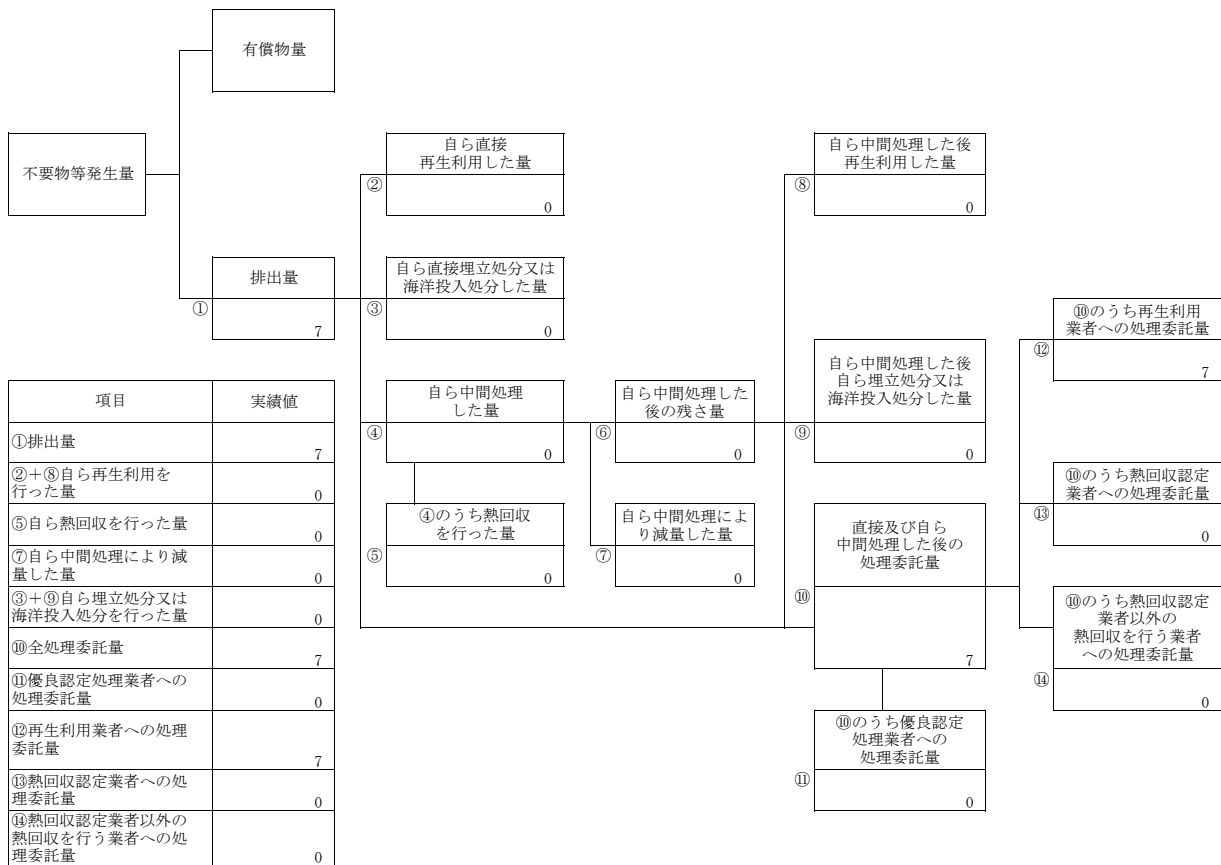 有償物量
不要物等発生量
自ら直接
再生利用した量
②
0
自ら中間処理した後
再生利用した量
⑧
0
排出量
①
7
自ら直接埋立処分又は
海洋投入処分した量
③
0
⑩のうち再生利用
業者への処理委託量
⑫
7
自ら中間処理
した量
④
0
自ら中間処理した
後の残さ量
⑥
0
自ら中間処理した後
自ら埋立処分又は
海洋投入処分した量
⑨
0
④のうち熱回収
を行った量
⑤
0
自ら中間処理によ
り減量した量
⑦
0
直接及び自ら
中間処理した後の
処理委託量
⑩
7
⑩のうち熱回収認定
業者への処理委託量
⑬
0
⑩のうち熱回収認定
業者以外の
熱回収を行う業者
への処理委託量
⑭
0
⑩のうち優良認定
処理業者への
処理委託量
⑪
0
項目 実績値
①排出量 7
②+⑧自ら再生利用を
行った量 0
⑤自ら熱回収を行った量 0
⑦自ら中間処理により減
量した量 0
③+⑨自ら埋立処分又は
海洋投入処分を行った量 0
⑩全処理委託量 7
⑪優良認定処理業者への
処理委託量 0
⑫再生利用業者への処理
委託量 7
⑬熱回収認定業者への処
理委託量 0
⑭熱回収認定業者以外の
熱回収を行う業者への処
理委託量 0